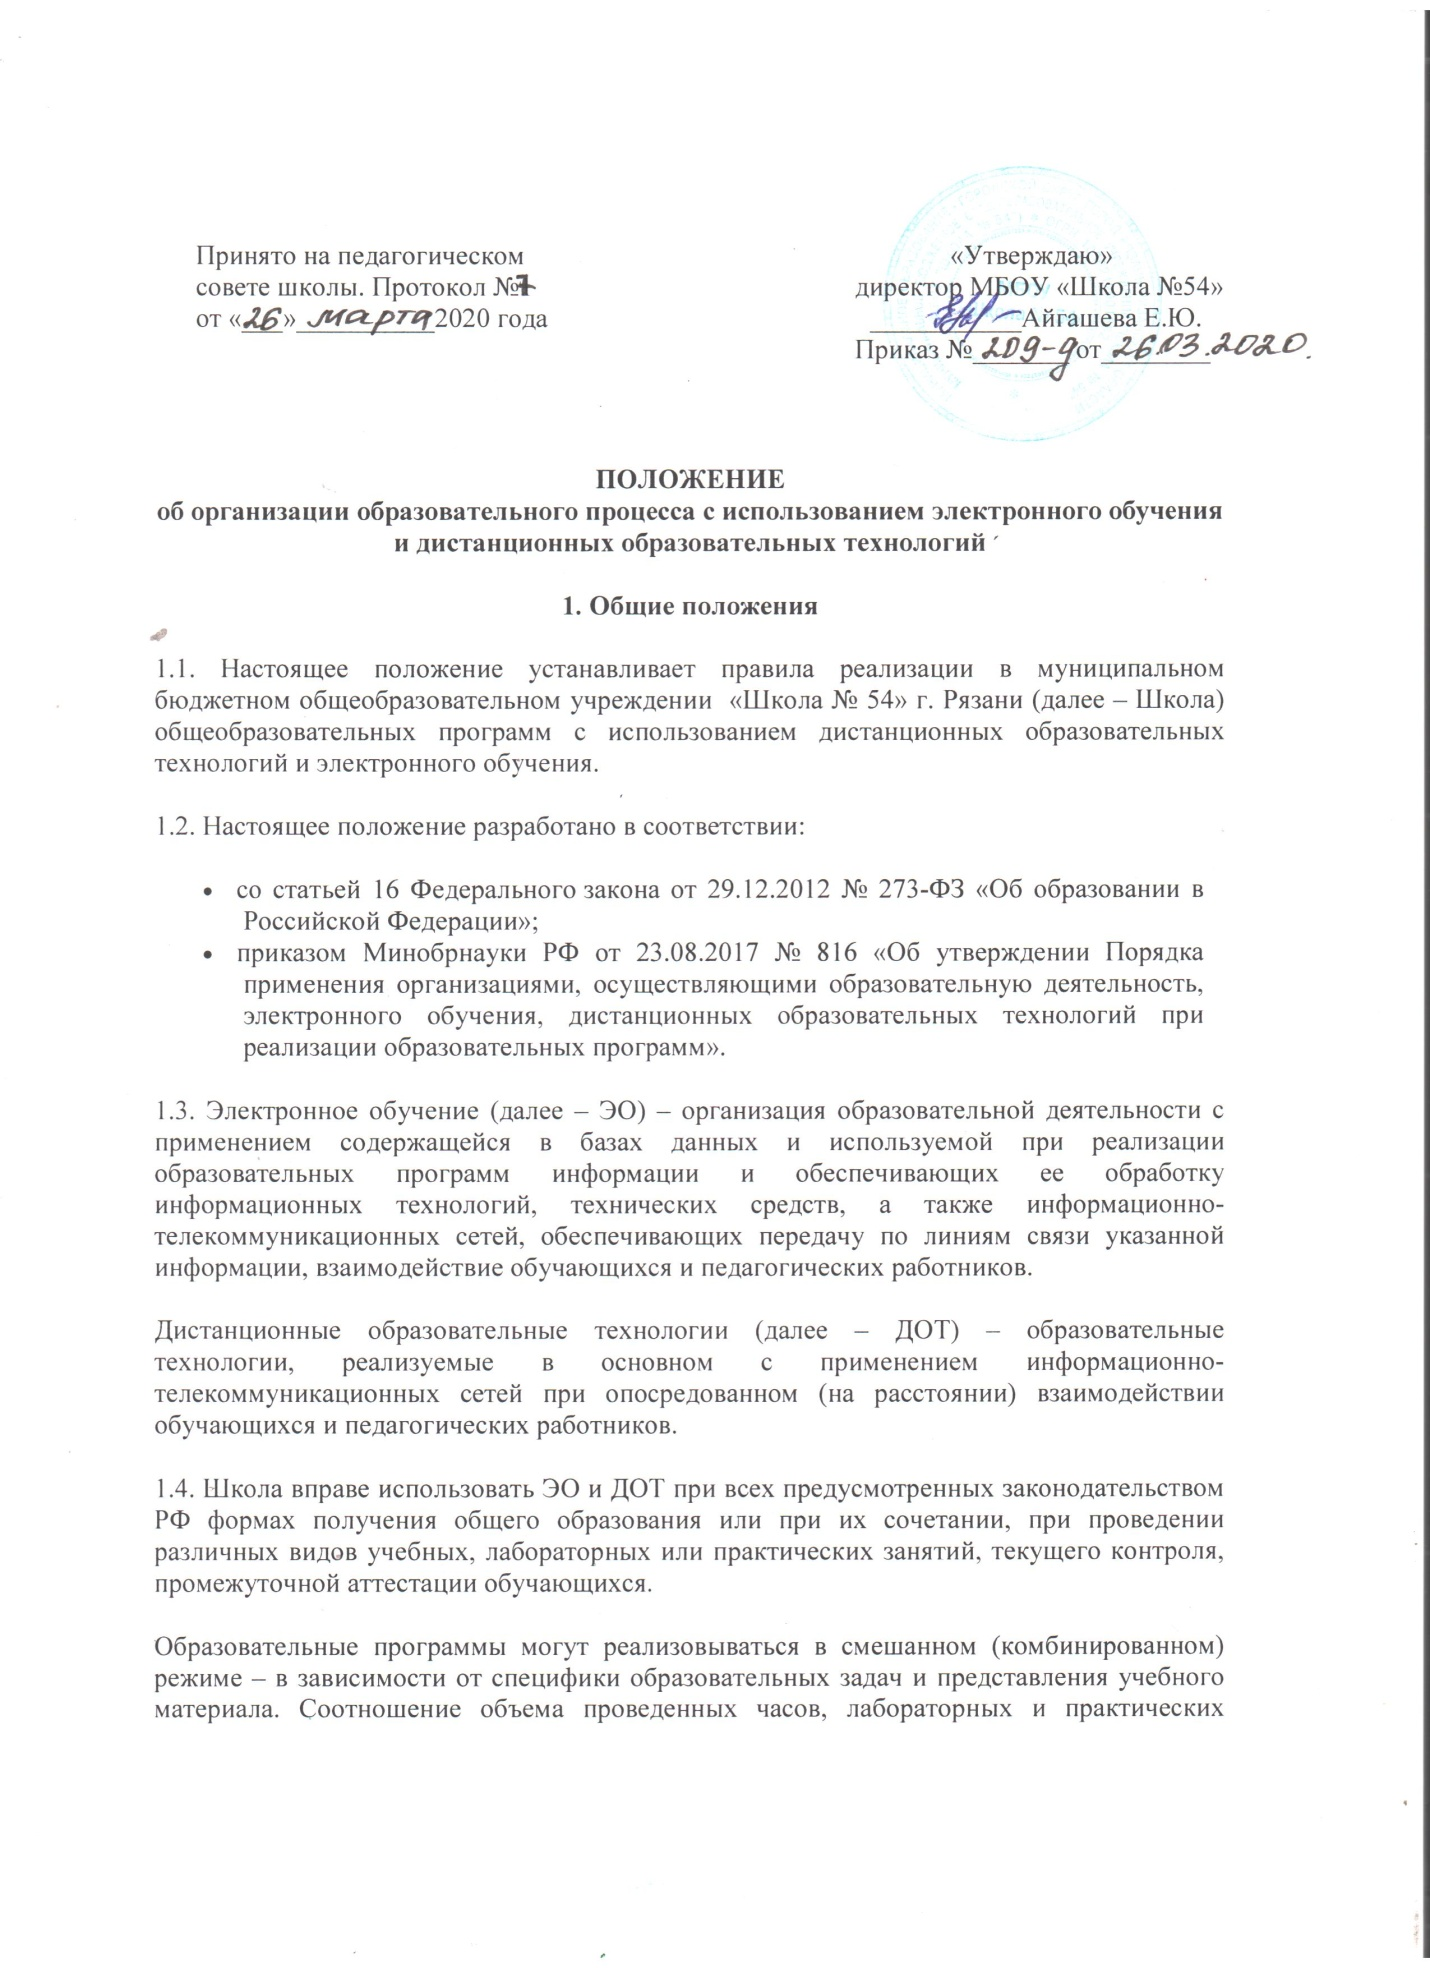 Принято на педагогическом
совете школы. Протокол №7
от «26» марта 2020 года
«Утверждаю»
директор МБОУ «Школа №54»
Айгашева Е.Ю.
Приказ № 209-д от 26.03.2020.
ПОЛОЖЕНИЕ
об организации образовательного процесса с использованием электронного обучения
и дистанционных образовательных технологий
1. Общие положения
1.1. Настоящее положение устанавливает правила реализации в муниципальном
бюджетном общеобразовательном учреждении «Школа № 54» г. Рязани (далее – Школа)
общеобразовательных программ с использованием дистанционных образовательных
технологий и электронного обучения.
1.2. Настоящее положение разработано в соответствии:
• со статьей 16 Федерального закона от 29.12.2012 № 273-ФЗ «Об образовании в
Российской Федерации»;
• приказом Минобрнауки РФ от 23.08.2017 № 816 «Об утверждении Порядка
применения организациями, осуществляющими образовательную деятельность,
электронного обучения, дистанционных образовательных технологий при
реализации образовательных программ».
1.3. Электронное обучение (далее – ЭО) – организация образовательной деятельности с
применением содержащейся в базах данных и используемой при реализации
образовательных программ информации и обеспечивающих ее обработку
информационных технологий, технических средств, а также информационно-
телекоммуникационных сетей, обеспечивающих передачу по линиям связи указанной
информации, взаимодействие обучающихся и педагогических работников.
Дистанционные образовательные технологии (далее – ДОТ) – образовательные
технологии, реализуемые в основном с применением информационно-
телекоммуникационных сетей при опосредованном (на расстоянии) взаимодействии
обучающихся и педагогических работников.
1.4. Школа вправе использовать ЭО и ДОТ при всех предусмотренных законодательством
РФ формах получения общего образования или при их сочетании, при проведении
различных видов учебных, лабораторных или практических занятий, текущего контроля,
промежуточной аттестации обучающихся.
Образовательные программы могут реализовываться в смешанном (комбинированном)
режиме – в зависимости от специфики образовательных задач и представления учебного
материала. Соотношение объема проведенных часов, лабораторных и практических